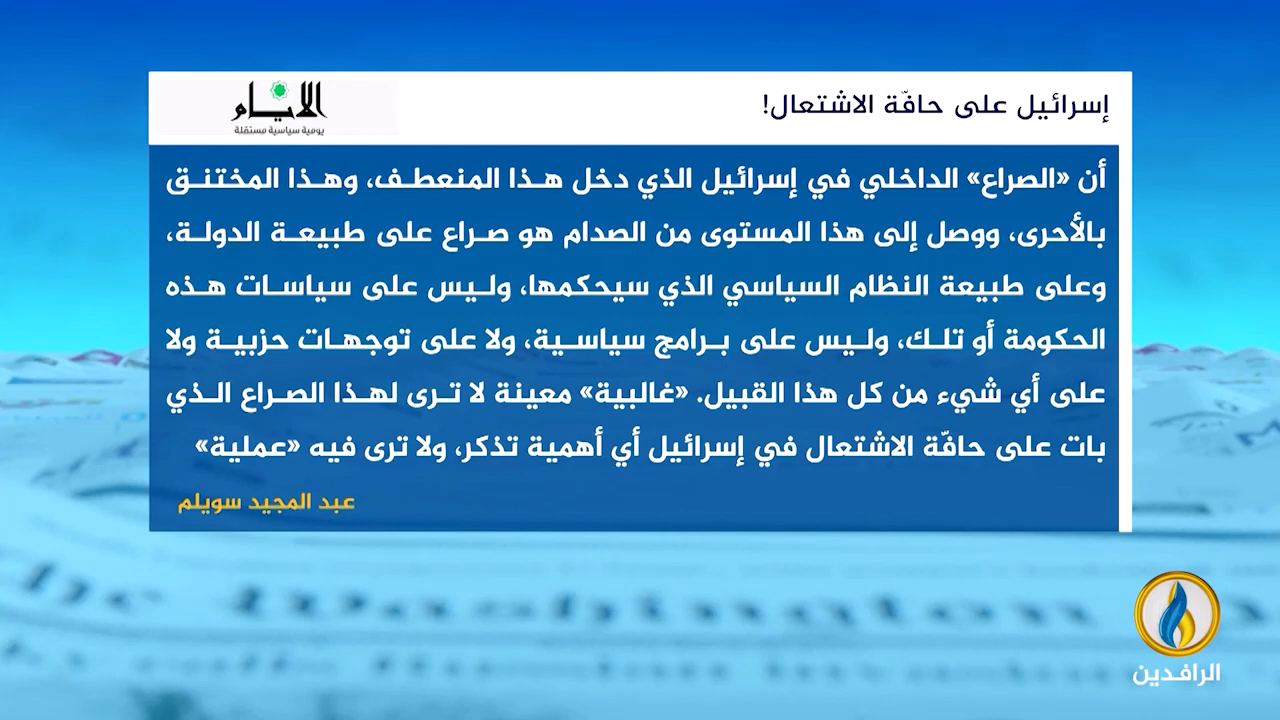 إسرائيل على حافّة الاشتعال!
الايام
يومية سياسية مستقلة
أن «الصراع» الداخلي في إسرائيل الذي دخل هذا المنعطف، وهذا المختنق
بالأحرى، ووصل إلى هذا المستوى من الصدام هو صراع على طبيعة الدولة،
وعلى طبيعة النظام السياسي الذي سيحكمها، وليس على سياسات هذه
الحكومة أو تلك، وليس على برامج سياسية، ولا على توجهات حزبية ولا
على أي شيء من كل هذا القبيل. «غالبية» معينة لا ترى لهذا الصراع الذي
بات على حافّة الاشتعال في إسرائيل أي أهمية تذكر، ولا ترى فيه «عملية»
عبد المجيد سويلم
الرافدين